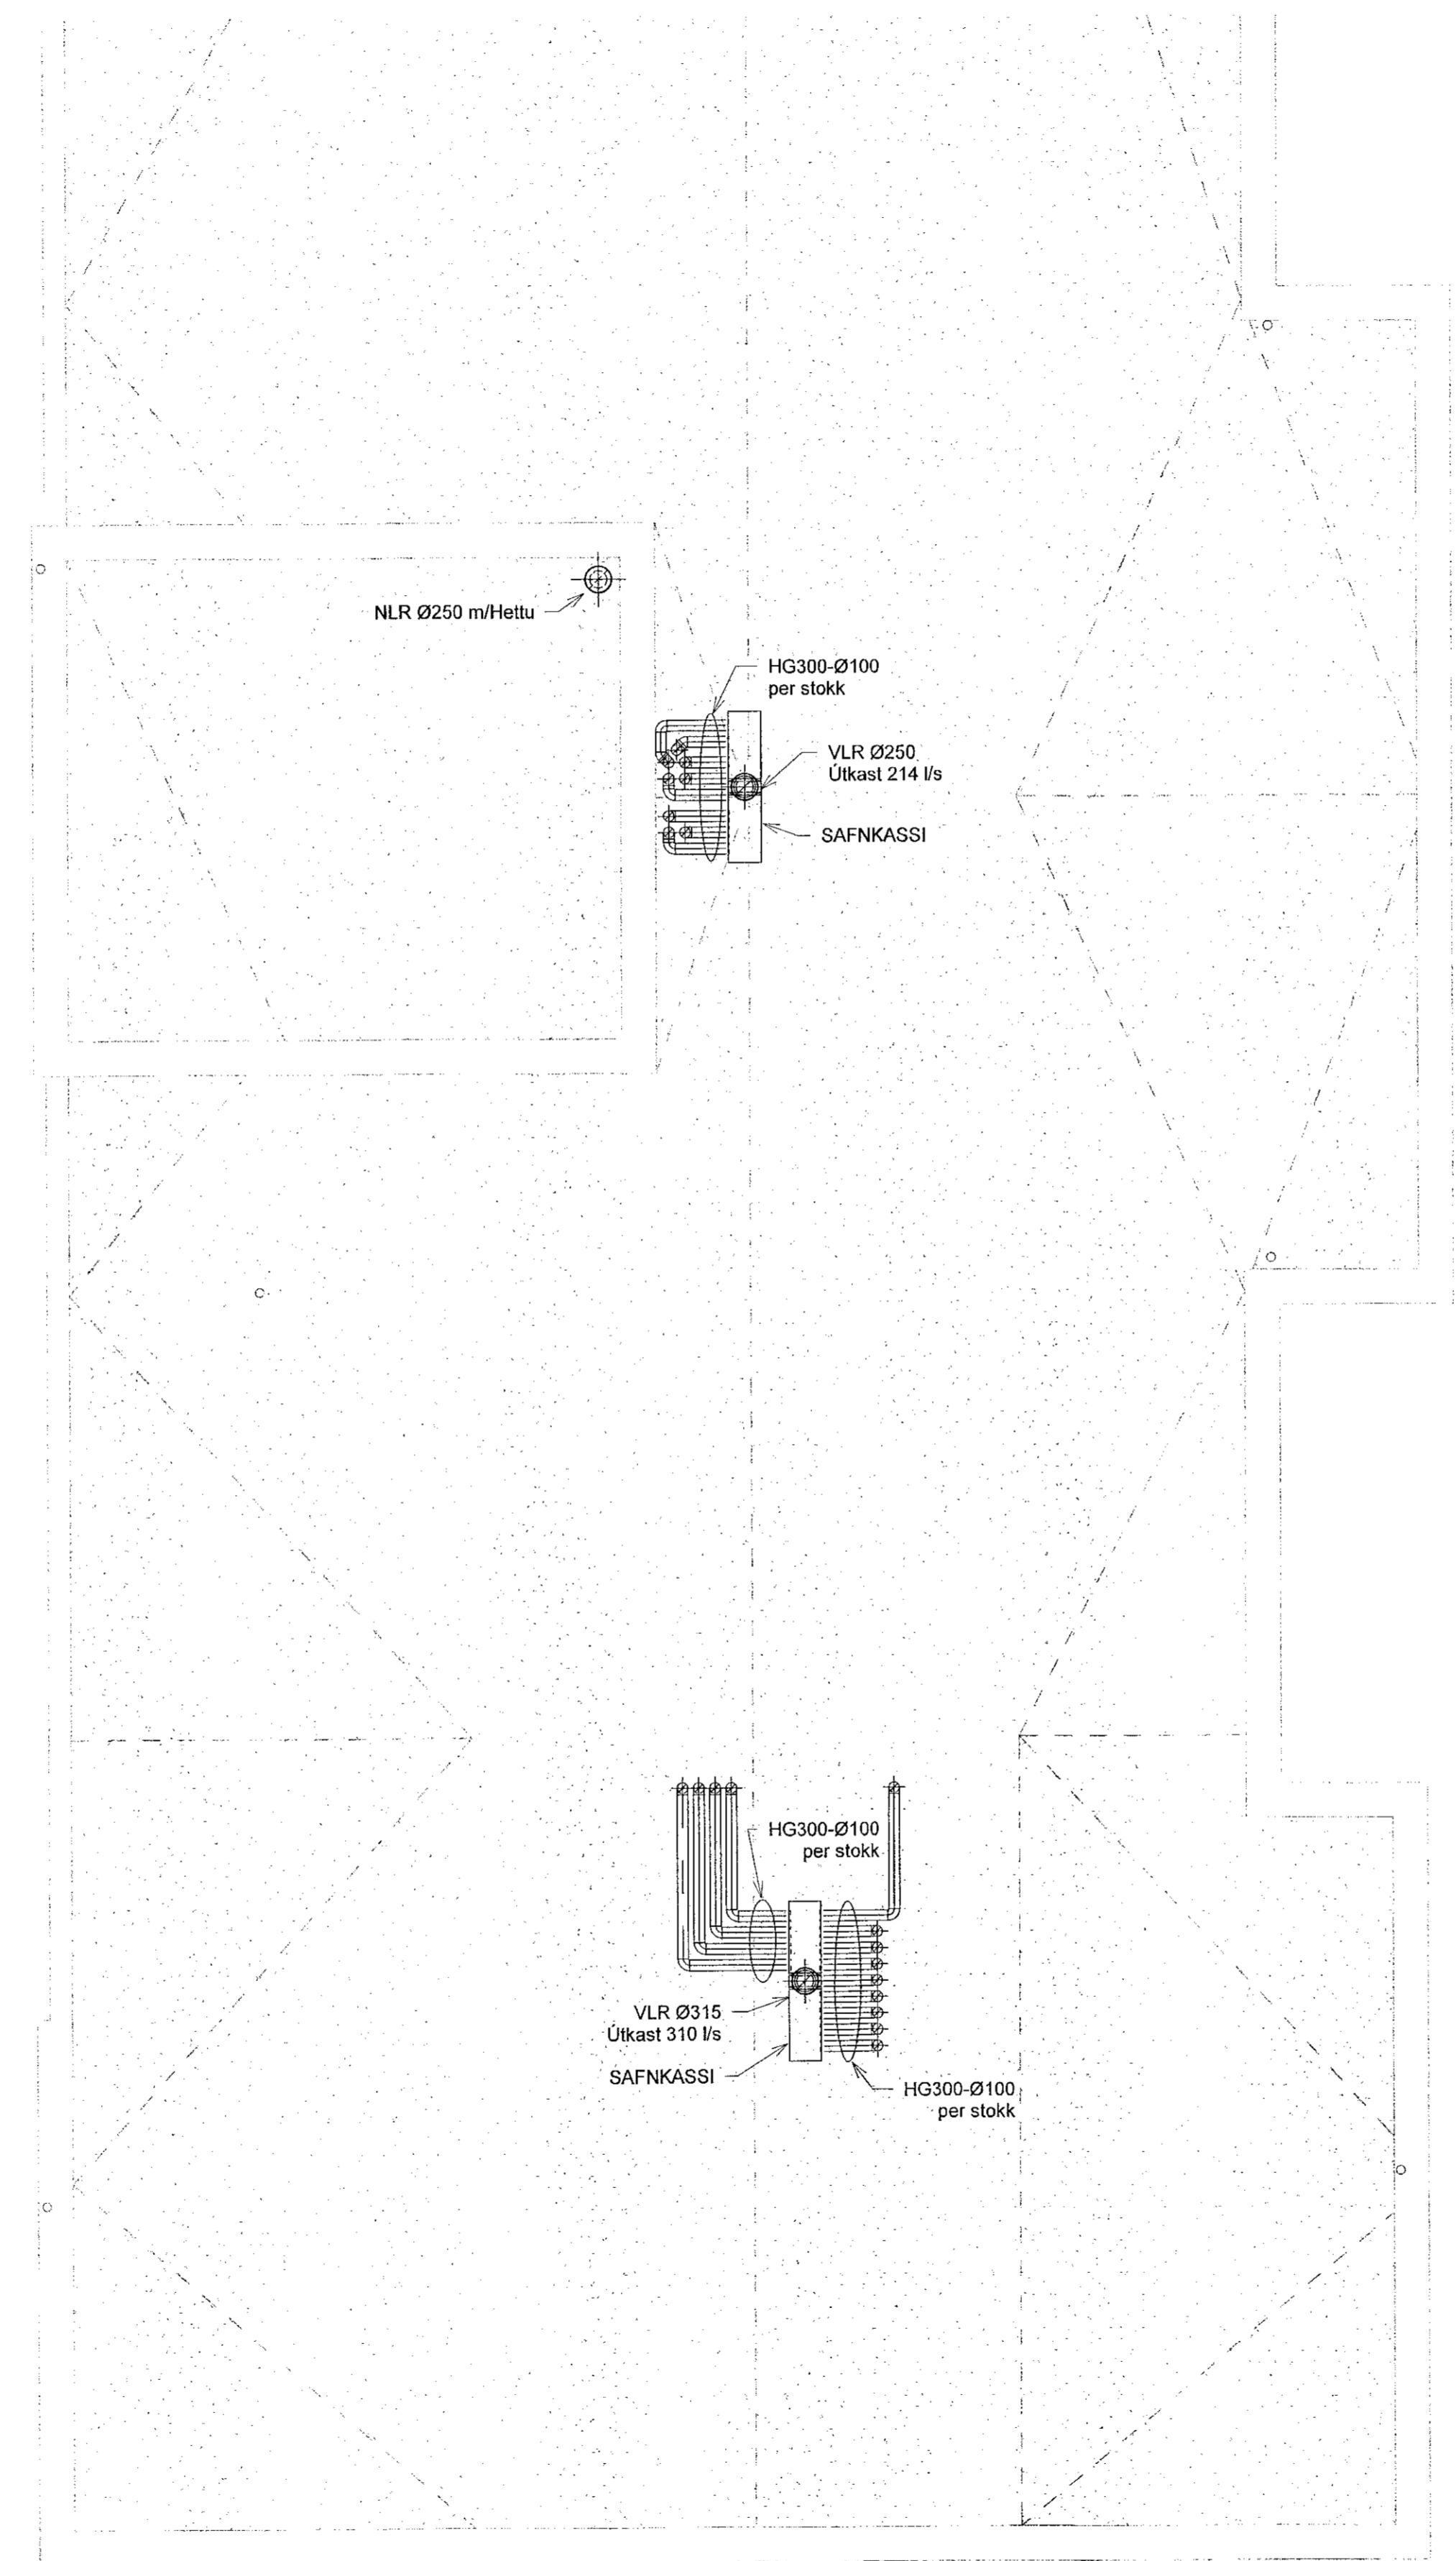 NLR Ø250 m/Hettu
HG300-Ø100
per stokk
VLR Ø250
Útkast 214 l/s
SAFNKASSI
HG300-Ø100
per stokk
VLR Ø315
Útkast 310 l/s
SAFNKASSI
HG300-Ø100
per stokk